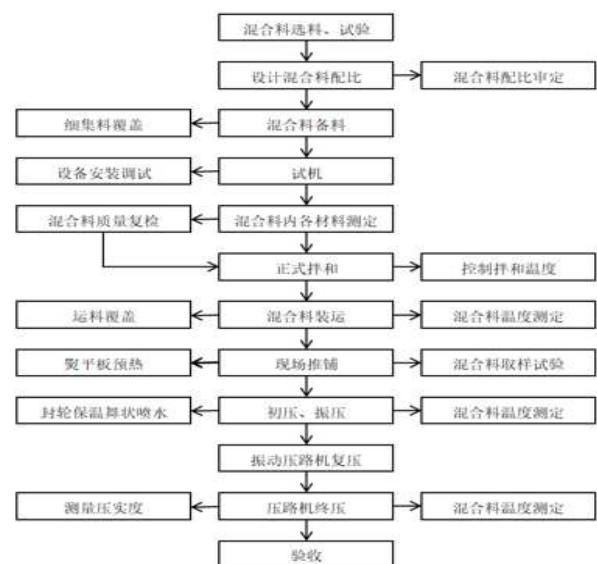 混合料选料、试验
设计混合料配比
混合料配比审定
细集料覆盖
混合料备料
设备安装调试
试机
混合料质量复检
混合料内各材料测定
正式拌和
控制拌和温度
运料覆盖
混合料装运
混合料温度测定
熨平板预热
现场摊铺
混合料取样试验
封轮保温舞状喷水
初压、振压
混合料温度测定
振动压路机复压
测量压实度
压路机终压
混合料温度测定
验收